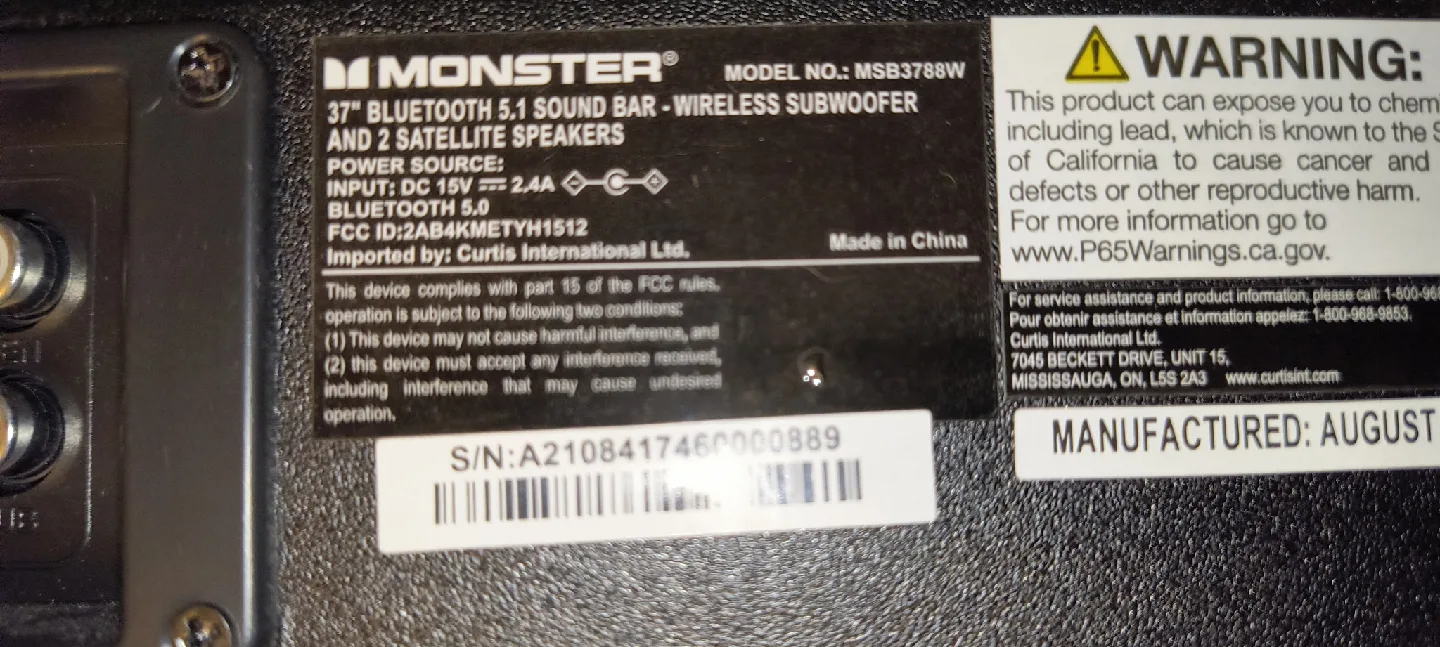 MONSTER®
MODEL NO.: MSB3788W
37" BLUETOOTH 5.1 SOUND BAR - WIRELESS SUBWOOFER
AND 2 SATELLITE SPEAKERS
POWER SOURCE:
INPUT: DC 15V 2.4A
BLUETOOTH 5.0
FCC ID:2AB4KMETYH1512
Imported by: Curtis International Ltd.
Made in China
This device complies with part 15 of the FCC rules,
operation is subject to the following two conditions:
(1) This device may not cause harmful interference, and
(2) this device must accept any interference received,
including interference that may cause undesired
operation.
S/N:A2108417460000889
WARNING:
This product can expose you to chem
including lead, which is known to the S
of California to cause cancer and
defects or other reproductive harm.
For more information go to
www.P65Warnings.ca.gov.
For service assistance and product information, please call: 1-800-968
Pour obtenir assistance et information appelez: 1-800-968-9853.
Curtis International Ltd.
7045 BECKETT DRIVE, UNIT 15,
MISSISSAUGA, ON, L5S 2A3 www.curtisint.com
MANUFACTURED: AUGUST